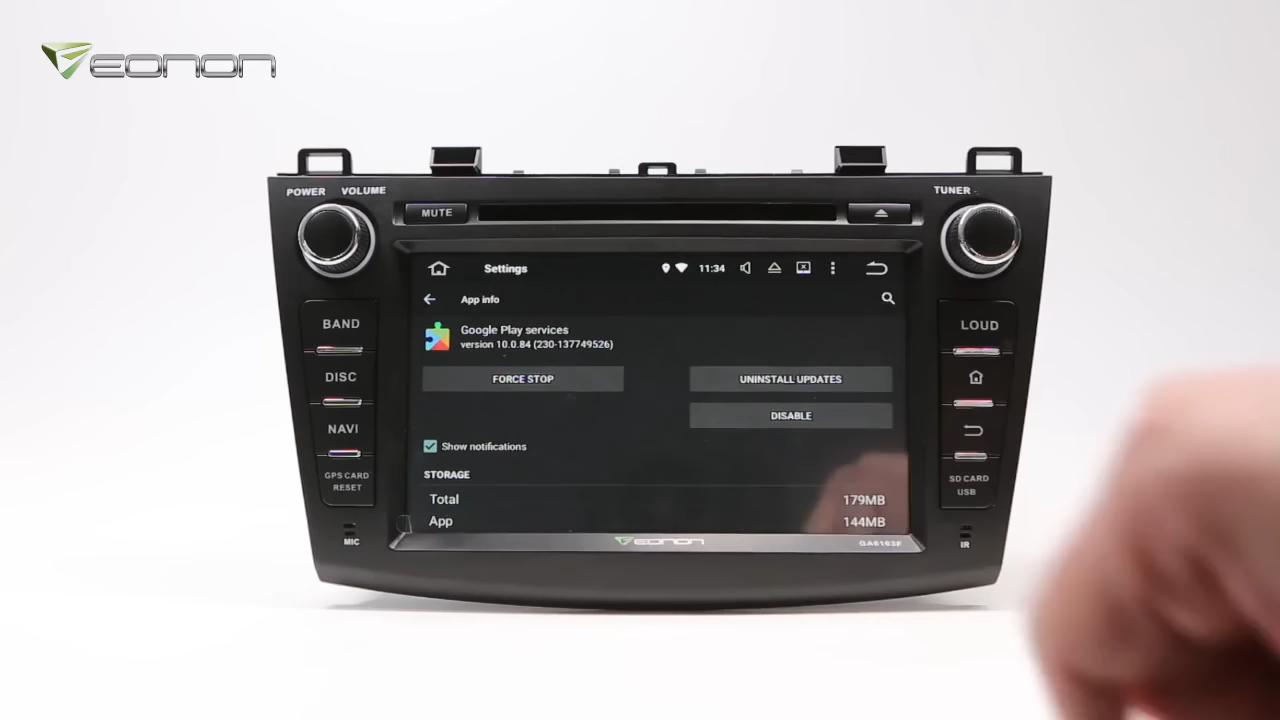 eonon
POWER VOLUME
TUNER
MUTE
BAND
DISC
NAVI
GPS CARD
RESET
MIC
Settings
11:34
App info
Google Play services
version 10.0.84 (230-137749526)
FORCE STOP
UNINSTALL UPDATES
DISABLE
Show notifications
STORAGE
Total 179MB
App 144MB
eonon
GA6163F
LOUD
SD CARD
USB
IR